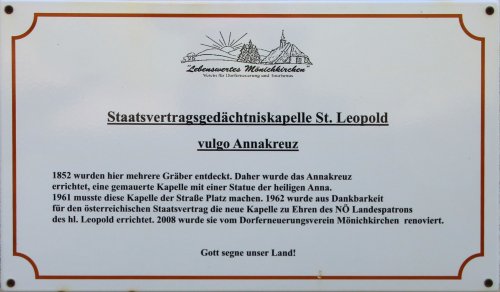 "Lebenswertes Mönichkirchen"
Verein für Dorferneuerung und Tourismus
Staatsvertragsgedächtniskapelle St. Leopold
vulgo Annakreuz
1852 wurden hier mehrere Gräber entdeckt. Daher wurde das Annakreuz
errichtet, eine gemauerte Kapelle mit einer Statue der heiligen Anna.
1961 musste diese Kapelle der Straße Platz machen. 1962 wurde aus Dankbarkeit
für den österreichischen Staatsvertrag die neue Kapelle zu Ehren des NÖ Landespatrons
des hl. Leopold errichtet. 2008 wurde sie vom Dorferneuerungsverein Mönichkirchen renoviert.
Gott segne unser Land!